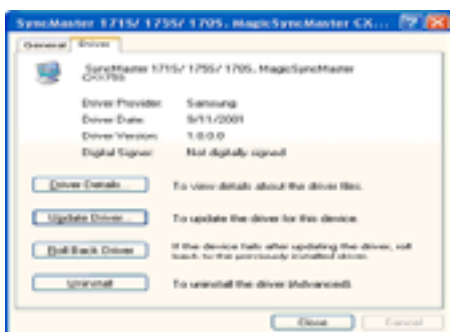 SyncMaster 171S/ 175S/ 170S, MagicSyncMaster CX...
General
Driver
SyncMaster 171S/ 175S/ 170S, MagicSyncMaster
Driver Provider: Samsung
Driver Date: 9/11/2001
Driver Version: 1.0.0.0
Digital Signer: Not digitally signed
Driver Details... To view details about the driver files.
Update Driver... To update the driver for this device.
Roll Back Driver If the device fails after updating the driver, roll
back to the previously installed driver.
Uninstall To uninstall the driver (Advanced).
Close Cancel